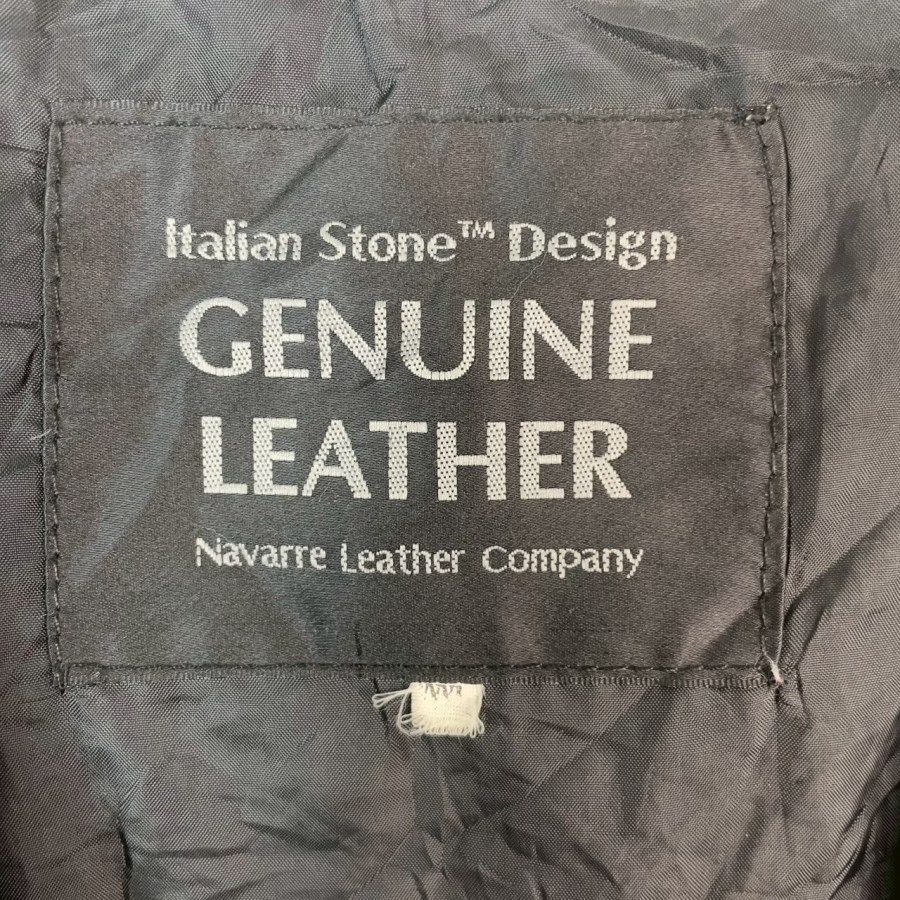 Italian Stone™ Design
GENUINE
LEATHER
Navarre Leather Company